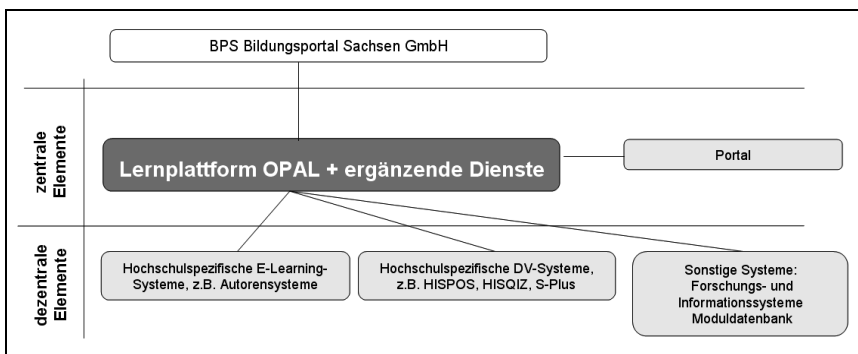 BPS Bildungsportal Sachsen GmbH
zentrale
Elemente
Lernplattform OPAL + ergänzende Dienste
Portal
dezentrale
Elemente
Hochschulspezifische E-Learning-
Systeme, z.B. Autorensysteme
Hochschulspezifische DV-Systeme,
z.B. HISPOS, HISQIZ, S-Plus
Sonstige Systeme:
Forschungs- und
Informationssysteme
Moduldatenbank